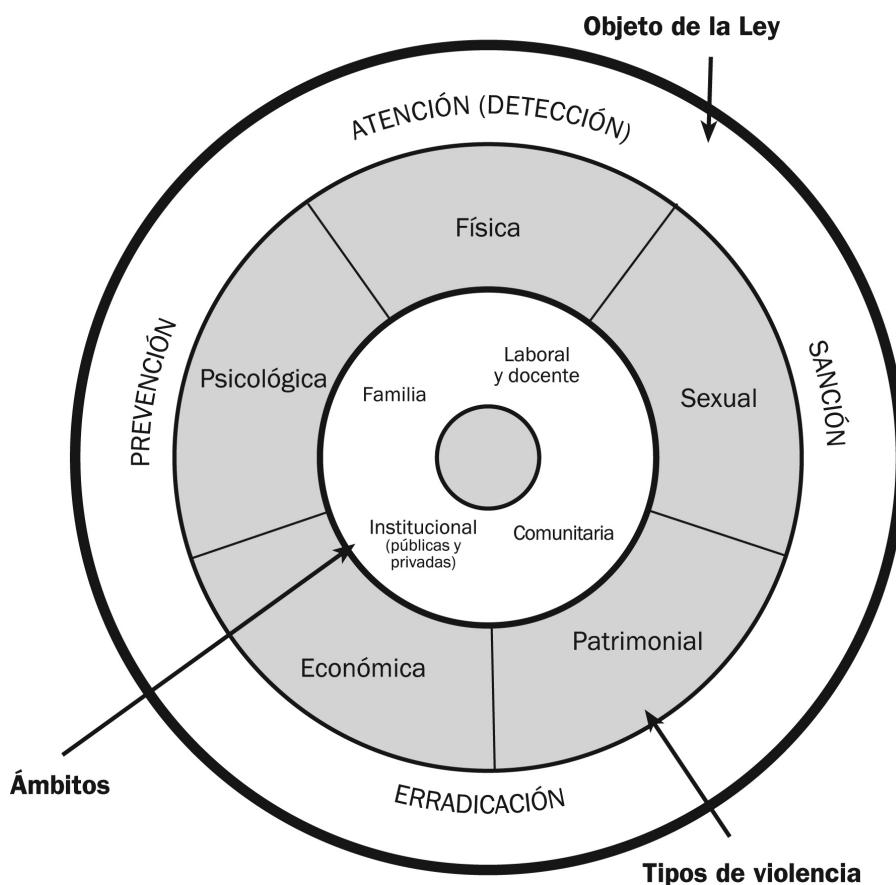 Objeto de la Ley
ATENCIÓN (DETECCIÓN)
Física
PREVENCIÓN
SANCIÓN
Laboral
y docente
Psicológica
Familia
Sexual
Institucional
(públicas y
privadas)
Comunitaria
Patrimonial
Económica
Ámbitos
ERRADICACIÓN
Tipos de violencia